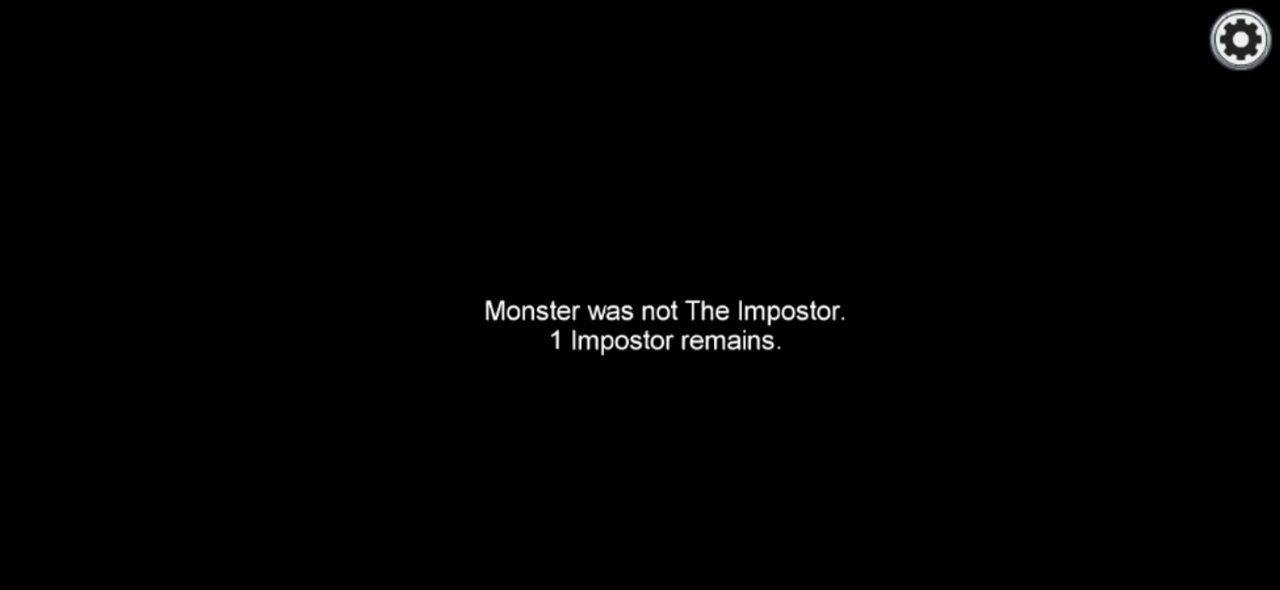 Monster was not The Impostor.
1 Impostor remains.